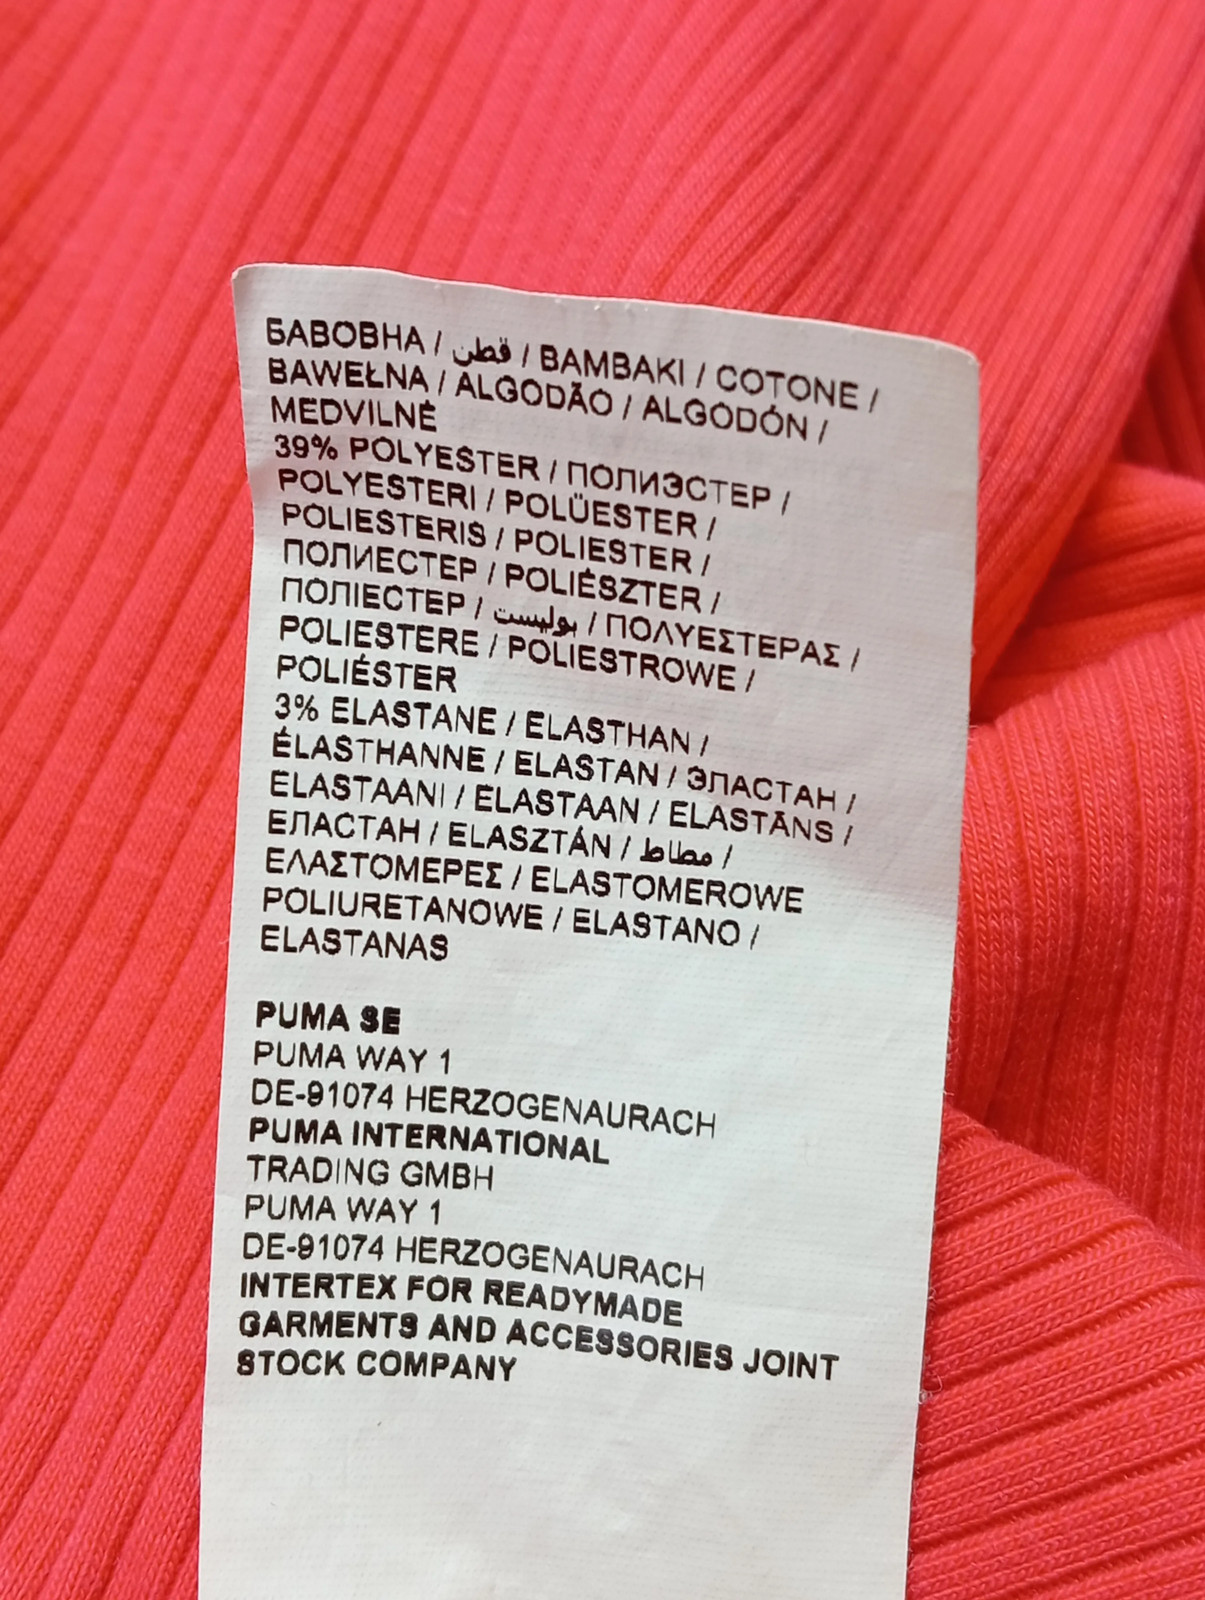 БАВОВНА / قطن / BAMBAKI / COTONE /
BAWEŁNA / ALGODÃO / ALGODÓN /
MEDVILNĖ
39% POLYESTER / ПОЛИЭСТЕР /
POLYESTERI / POLÜESTER /
POLIESTERIS / POLIESTER /
ПОЛИЕСТЕР / POLIÉSZTER /
ПОЛІЕСТЕР / بوليست / ΠΟΛΥΕΣΤΕΡΑΣ /
POLIESTERE / POLIESTROWE /
POLIÉSTER
3% ELASTANE / ELASTHAN /
ÉLASTHANNE / ELASTAN / ЭЛАСТАН /
ELASTAANI / ELASTAAN / ELASTĀNS /
ЕЛАСТАН / ELASZTÁN / مطاط /
ΕΛΑΣΤΟΜΕΡΕΣ / ELASTOMEROWE
POLIURETANOWE / ELASTANO /
ELASTANAS
PUMA SE
PUMA WAY 1
DE-91074 HERZOGENAURACH
PUMA INTERNATIONAL
TRADING GMBH
PUMA WAY 1
DE-91074 HERZOGENAURACH
INTERTEX FOR READYMADE
GARMENTS AND ACCESSORIES JOINT
STOCK COMPANY